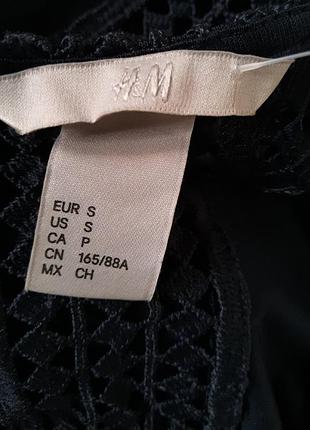 H&M
EUR S
US S
CA P
CN 165/88A
MX CH